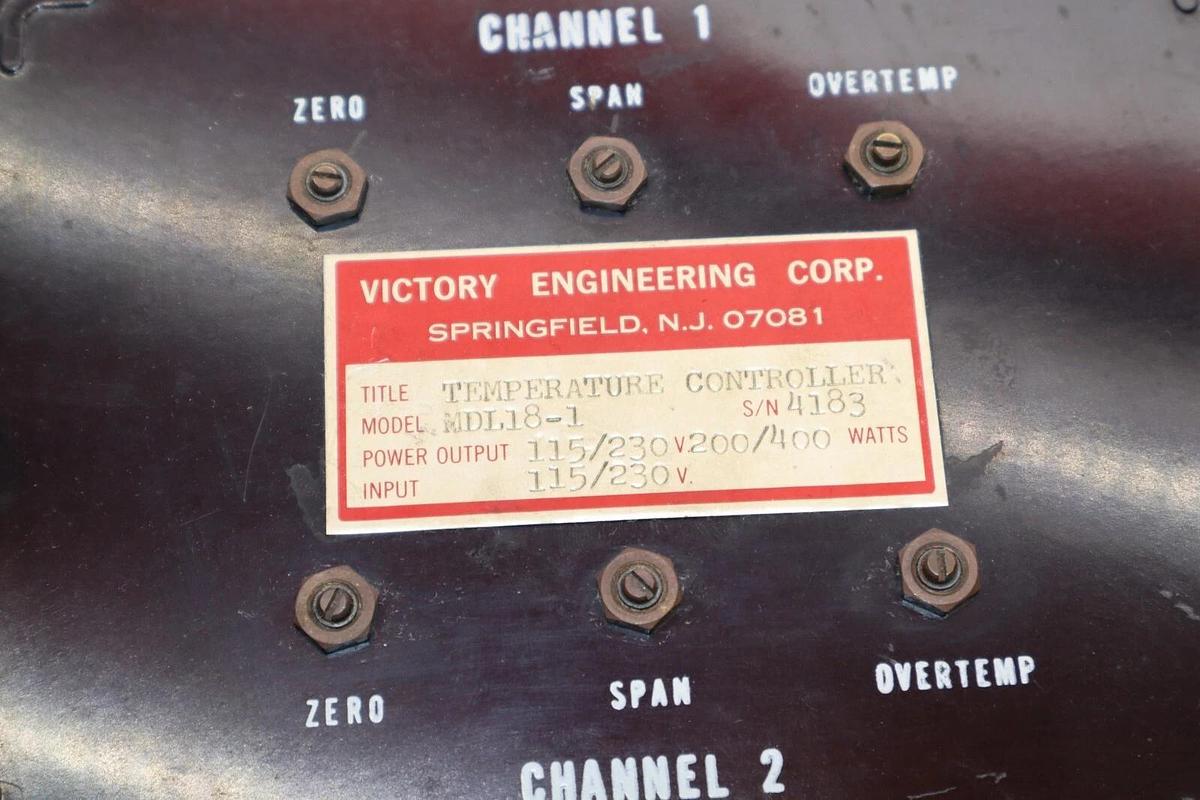 CHANNEL 1
ZERO SPAN OVERTEMP
VICTORY ENGINEERING CORP.
SPRINGFIELD, N.J. 07081
TITLE TEMPERATURE CONTROLLER
MODEL MDL18-1 S/N 4183
POWER OUTPUT 115/230 V. 200/400 WATTS
INPUT 115/230 V.
ZERO SPAN OVERTEMP
CHANNEL 2